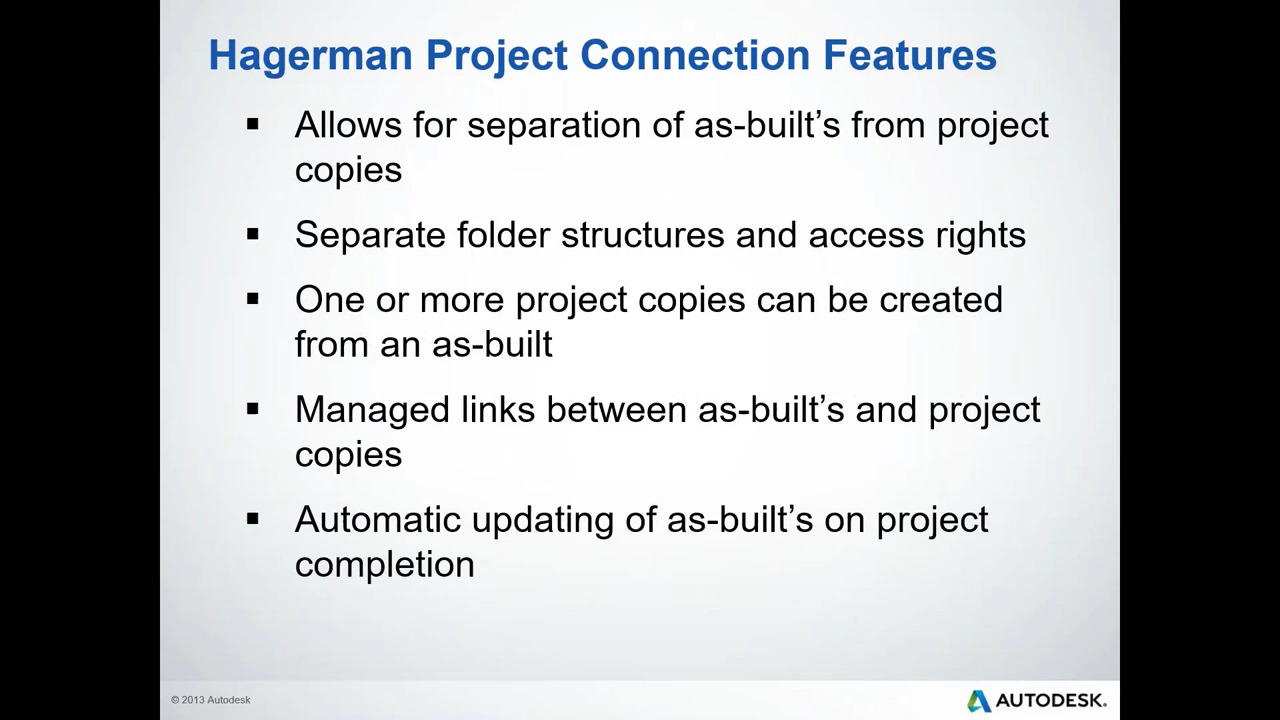 Hagerman Project Connection Features
▪ Allows for separation of as-built’s from project
copies
▪ Separate folder structures and access rights
▪ One or more project copies can be created
from an as-built
▪ Managed links between as-built’s and project
copies
▪ Automatic updating of as-built’s on project
completion
© 2013 Autodesk
AUTODESK.